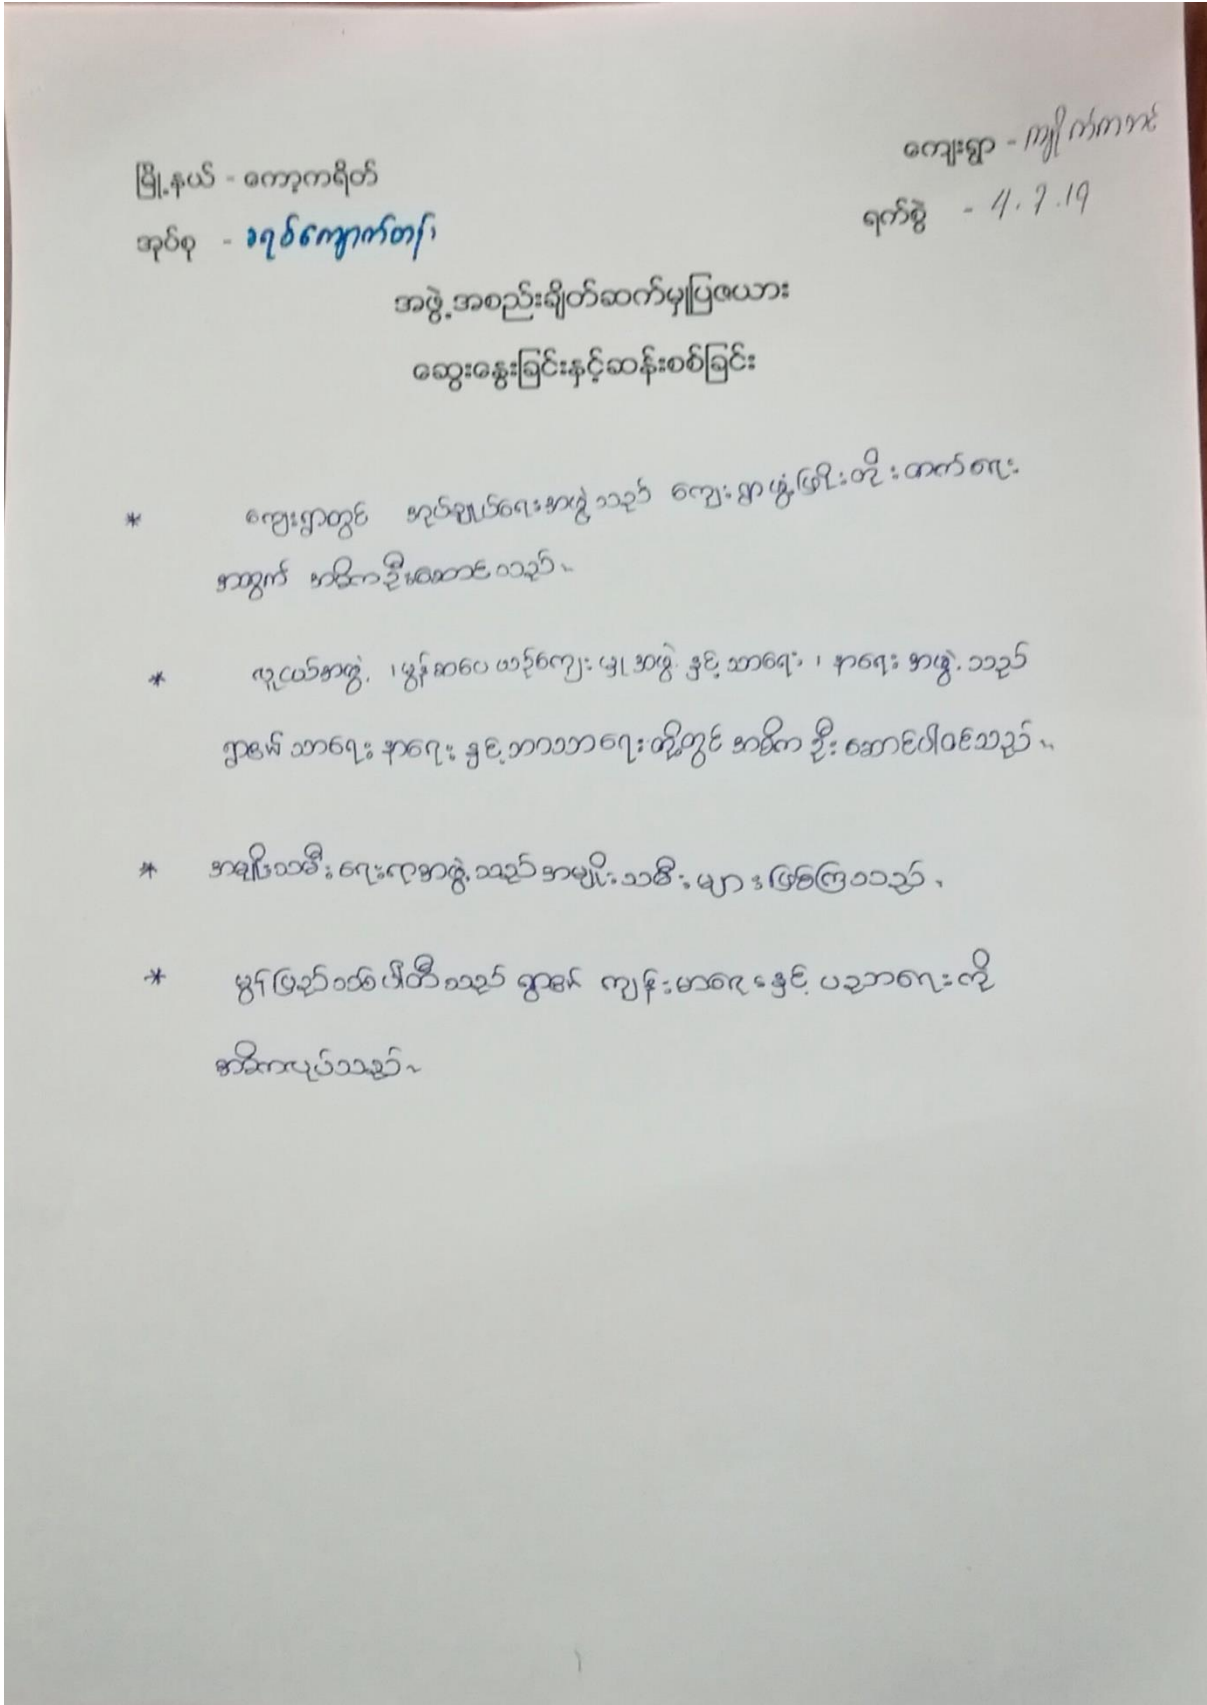 မြို့နယ် - ကော့ကရိတ်
ကျေးရွာ - ကျိုက်ကဘင်
အုပ်စု - ခရစ်ကျောက်တန်း
ရက်စွဲ - 4.7.19
အဖွဲ့အစည်းချိတ်ဆက်မှုပြဇယား
ဆွေးနွေးခြင်းနှင့်ဆန်းစစ်ခြင်း
* ကျေးရွာတွင် အုပ်ချုပ်ရေးအဖွဲ့သည် ကျေးရွာဖွံ့ဖြိုးတိုးတက်ရေး
အတွက် အဓိကဦးဆောင်သည်။
* လူငယ်အဖွဲ့၊ မွန်စာပေယဉ်ကျေးမှုအဖွဲ့ နှင့် သာရေး၊ နာရေးအဖွဲ့သည်
ရွာ၏ သာရေးနာရေးနှင့် ဘာသာရေးတို့တွင် အဓိကဦးဆောင်ပါဝင်သည်။
* အမျိုးသမီးရေးရာအဖွဲ့သည် အမျိုးသမီးများဖြစ်ကြသည်။
* မွန်ပြည်သစ်ပါတီသည် ရွာ၏ ကျန်းမာရေးနှင့် ပညာရေးကို
အဓိကလုပ်သည်။